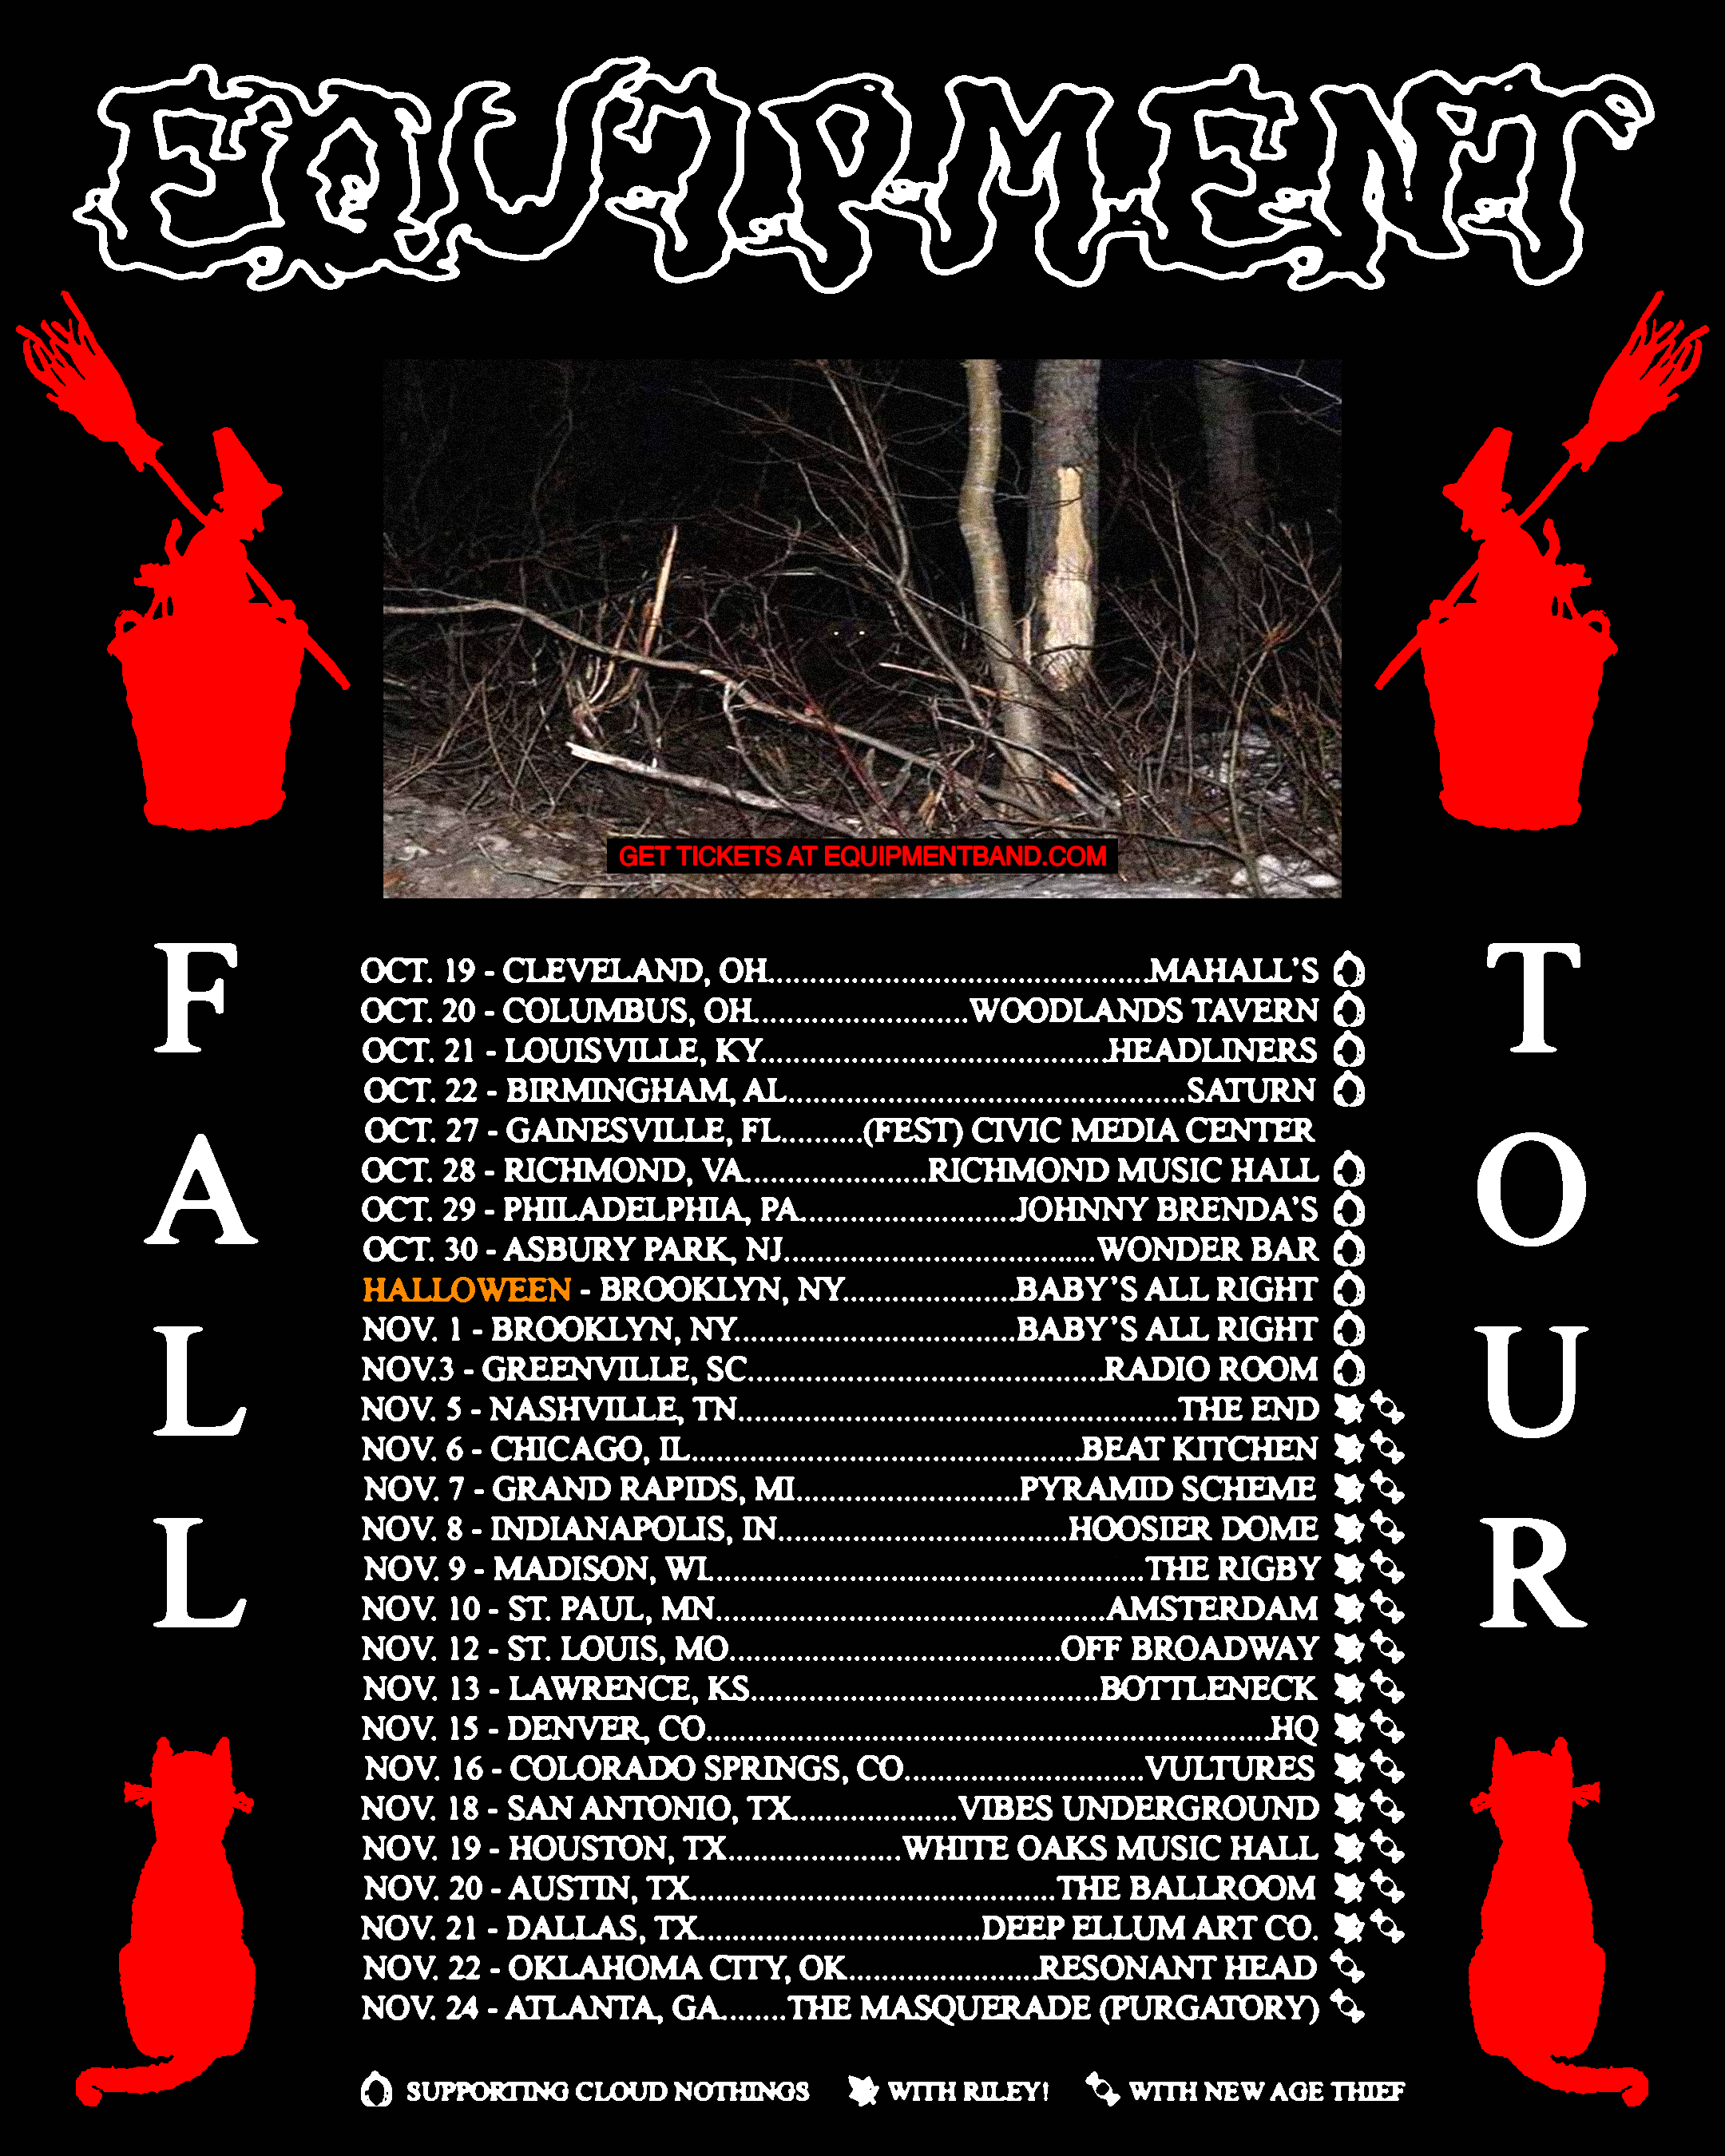 EQUIPMENT
GET TICKETS AT EQUIPMENTBAND.COM
FALL
TOUR
OCT. 19 - CLEVELAND, OH..............................................MAHALL'S
OCT. 20 - COLUMBUS, OH..........................WOODLANDS TAVERN
OCT. 21 - LOUISVILLE, KY..........................................HEADLINERS
OCT. 22 - BIRMINGHAM, AL................................................SATURN
OCT. 27 - GAINESVILLE, FL..........(FEST) CIVIC MEDIA CENTER
OCT. 28 - RICHMOND, VA......................RICHMOND MUSIC HALL
OCT. 29 - PHILADELPHIA, PA..........................JOHNNY BRENDA'S
OCT. 30 - ASBURY PARK, NJ.....................................WONDER BAR
HALLOWEEN - BROOKLYN, NY.....................BABY'S ALL RIGHT
NOV. 1 - BROOKLYN, NY..................................BABY'S ALL RIGHT
NOV.3 - GREENVILLE, SC...........................................RADIO ROOM
NOV. 5 - NASHVILLE, TN.....................................................THE END
NOV. 6 - CHICAGO, IL...............................................BEAT KITCHEN
NOV. 7 - GRAND RAPIDS, MI...........................PYRAMID SCHEME
NOV. 8 - INDIANAPOLIS, IN...................................HOOSIER DOME
NOV. 9 - MADISON, WI....................................................THE RIGBY
NOV. 10 - ST. PAUL, MN...............................................AMSTERDAM
NOV. 12 - ST. LOUIS, MO........................................OFF BROADWAY
NOV. 13 - LAWRENCE, KS..........................................BOTTLENECK
NOV. 15 - DENVER, CO....................................................................HQ
NOV. 16 - COLORADO SPRINGS, CO.............................VULTURES
NOV. 18 - SAN ANTONIO, TX....................VIBES UNDERGROUND
NOV. 19 - HOUSTON, TX.....................WHITE OAKS MUSIC HALL
NOV. 20 - AUSTIN, TX............................................THE BALLROOM
NOV. 21 - DALLAS, TX..................................DEEP ELLUM ART CO.
NOV. 22 - OKLAHOMA CITY, OK.......................RESONANT HEAD
NOV. 24 - ATLANTA, GA........THE MASQUERADE (PURGATORY)
SUPPORTING CLOUD NOTHINGS WITH RILEY! WITH NEW AGE THIEF